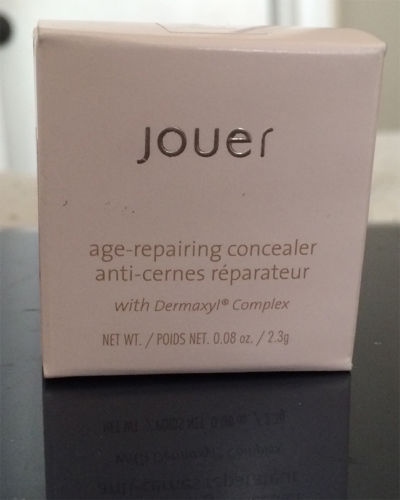 Jouer
age-repairing concealer
anti-cernes réparateur
with Dermaxyl® Complex
NET WT. / POIDS NET. 0.08 oz. / 2.3g